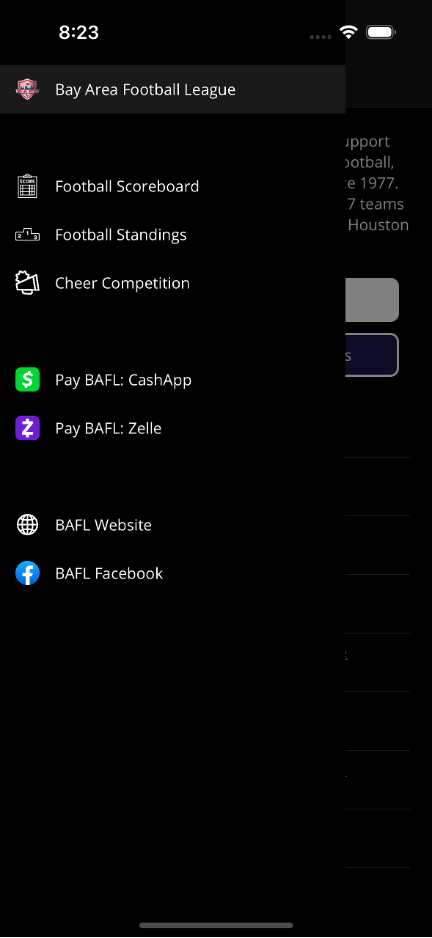 8:23
Bay Area Football League
upport
ootball,
te 1977.
7 teams
Houston
Football Scoreboard
Football Standings
Cheer Competition
s
Pay BAFL: CashApp
Pay BAFL: Zelle
BAFL Website
BAFL Facebook